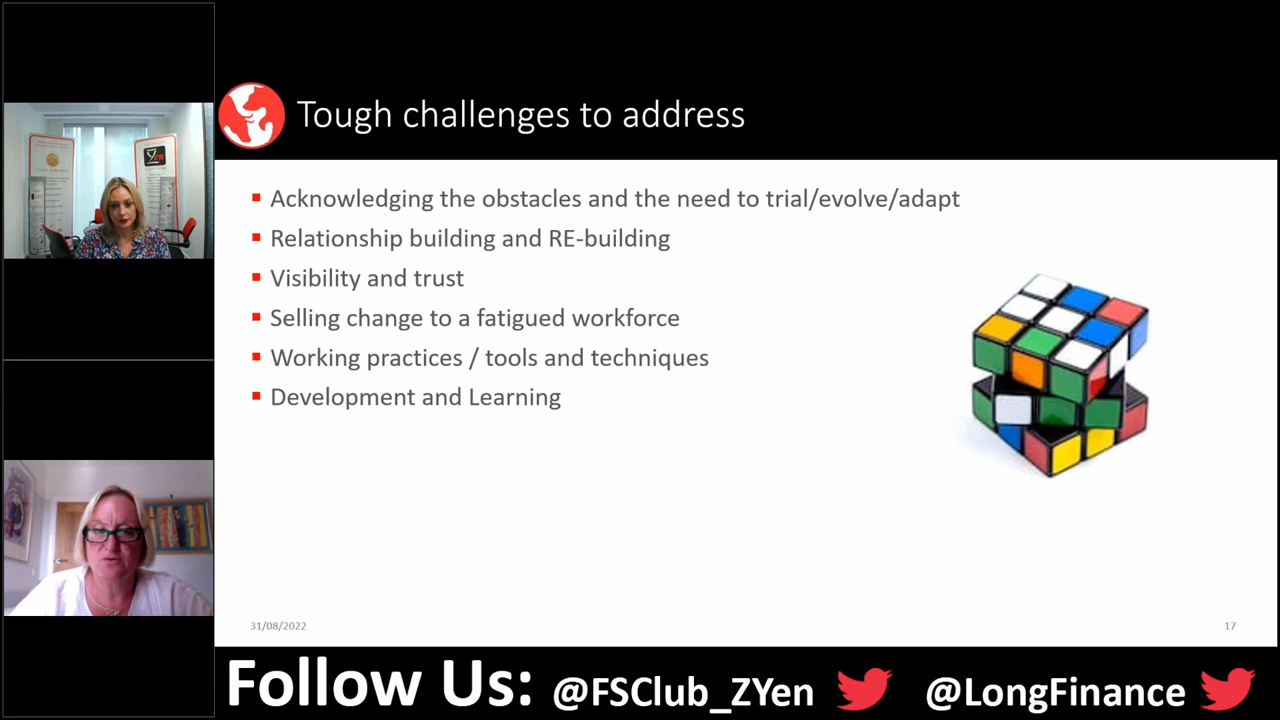 Tough challenges to address
Acknowledging the obstacles and the need to trial/evolve/adapt
Relationship building and RE-building
Visibility and trust
Selling change to a fatigued workforce
Working practices / tools and techniques
Development and Learning
31/08/2022
17
Follow Us: @FSClub_ZYen @LongFinance